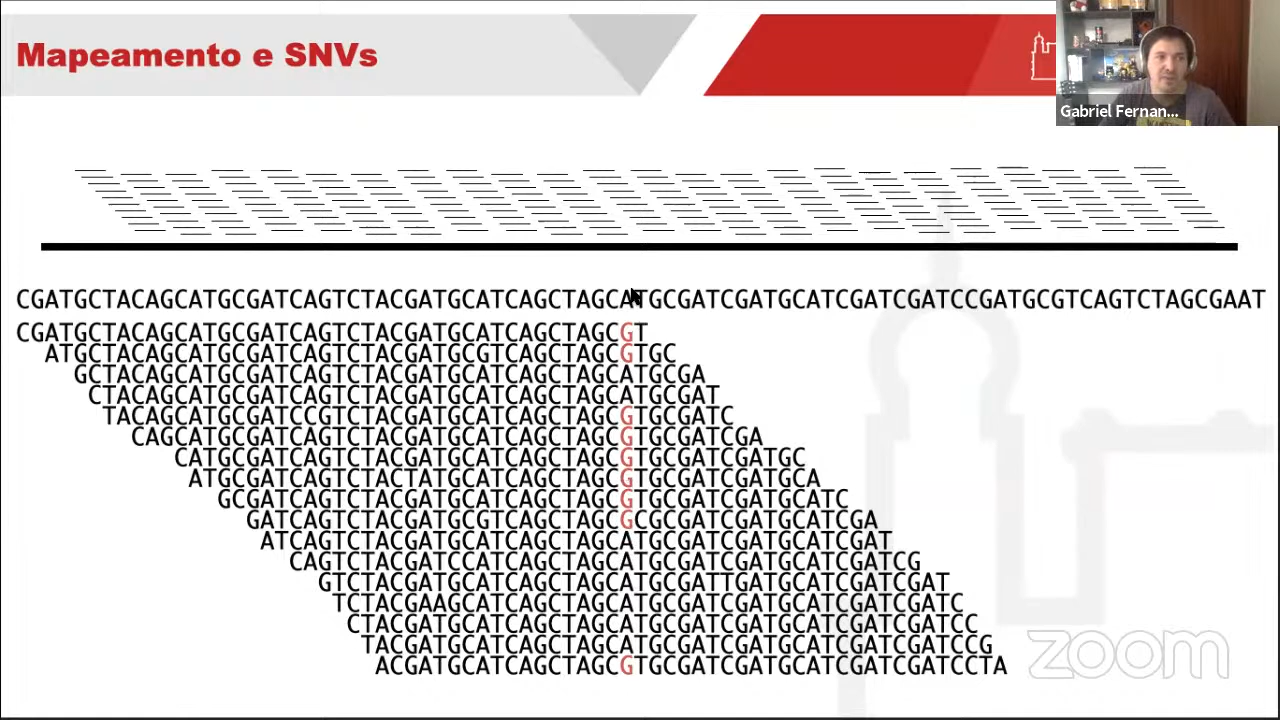 Mapeamento e SNVs
Gabriel Fernan...
CGATGCTACAGCATGCGATCAGTCTACGATGCATCAGCTAGCATGCGATCGATGCATCGATCGATCCGATGCGTCAGTCTAGCGAAT
CGATGCTACAGCATGCGATCAGTCTACGATGCATCAGCTAGCGT
ATGCTACAGCATGCGATCAGTCTACGATGCGTCAGCTAGCGTGC
GCTACAGCATGCGATCAGTCTACGATGCATCAGCTAGCATGCGA
CTACAGCATGCGATCAGTCTACGATGCATCAGCTAGCATGCGAT
TACAGCATGCGATCCGTCTACGATGCATCAGCTAGCGTGCGATC
CAGCATGCGATCAGTCTACGATGCATCAGCTAGCGTGCGATCGA
CATGCGATCAGTCTACGATGCATCAGCTAGCGTGCGATCGATGC
ATGCGATCAGTCTACTATGCATCAGCTAGCGTGCGATCGATGCA
GCGATCAGTCTACGATGCATCAGCTAGCGTGCGATCGATGCATC
GATCAGTCTACGATGCGTCAGCTAGCGCGCGATCGATGCATCGA
ATCAGTCTACGATGCATCAGCTAGCATGCGATCGATGCATCGAT
CAGTCTACGATGCATCAGCTAGCATGCGATCGATGCATCGATCG
GTCTACGATGCATCAGCTAGCATGCGATTGATGCATCGATCGAT
TCTACGAAGCATCAGCTAGCATGCGATCGATGCATCGATCGATC
CTACGATGCATCAGCTAGCATGCGATCGATGCATCGATCGATCC
TACGATGCATCAGCTAGCATGCGATCGATGCATCGATCGATCCG
ACGATGCATCAGCTAGCGTGCGATCGATGCATCGATCGATCCTA
zoom